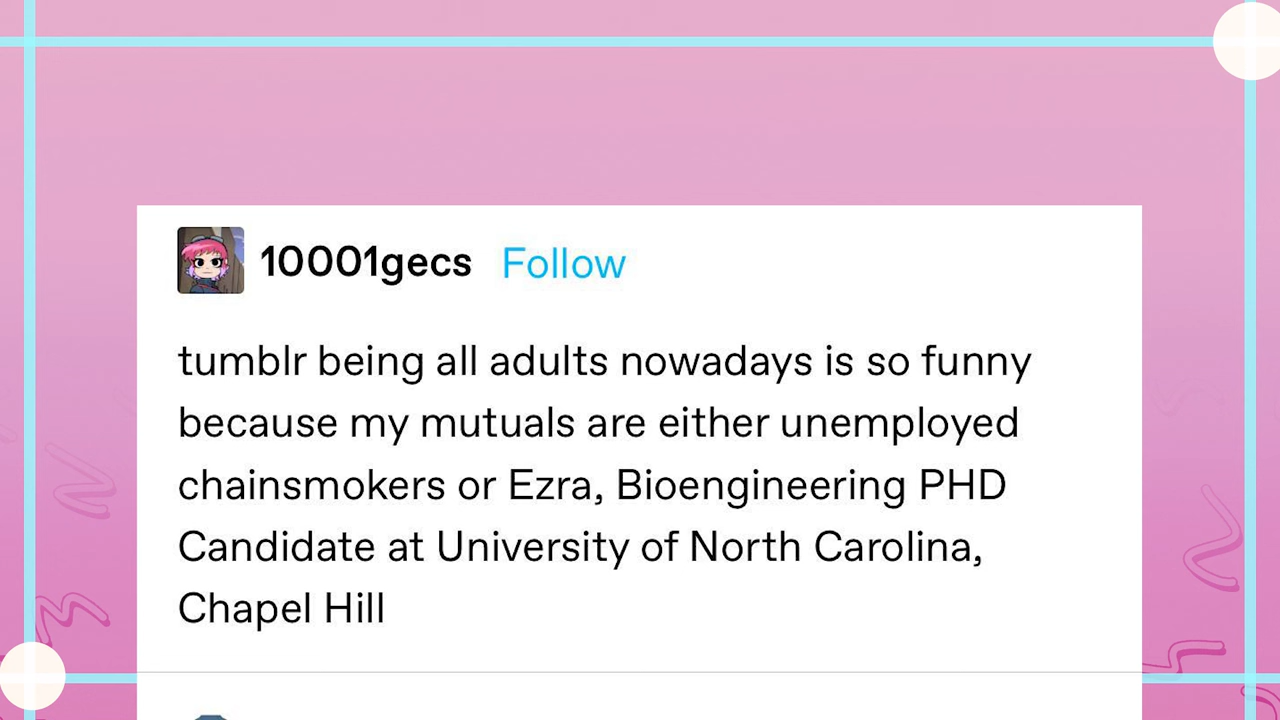 10001gecs Follow
tumblr being all adults nowadays is so funny
because my mutuals are either unemployed
chainsmokers or Ezra, Bioengineering PHD
Candidate at University of North Carolina,
Chapel Hill